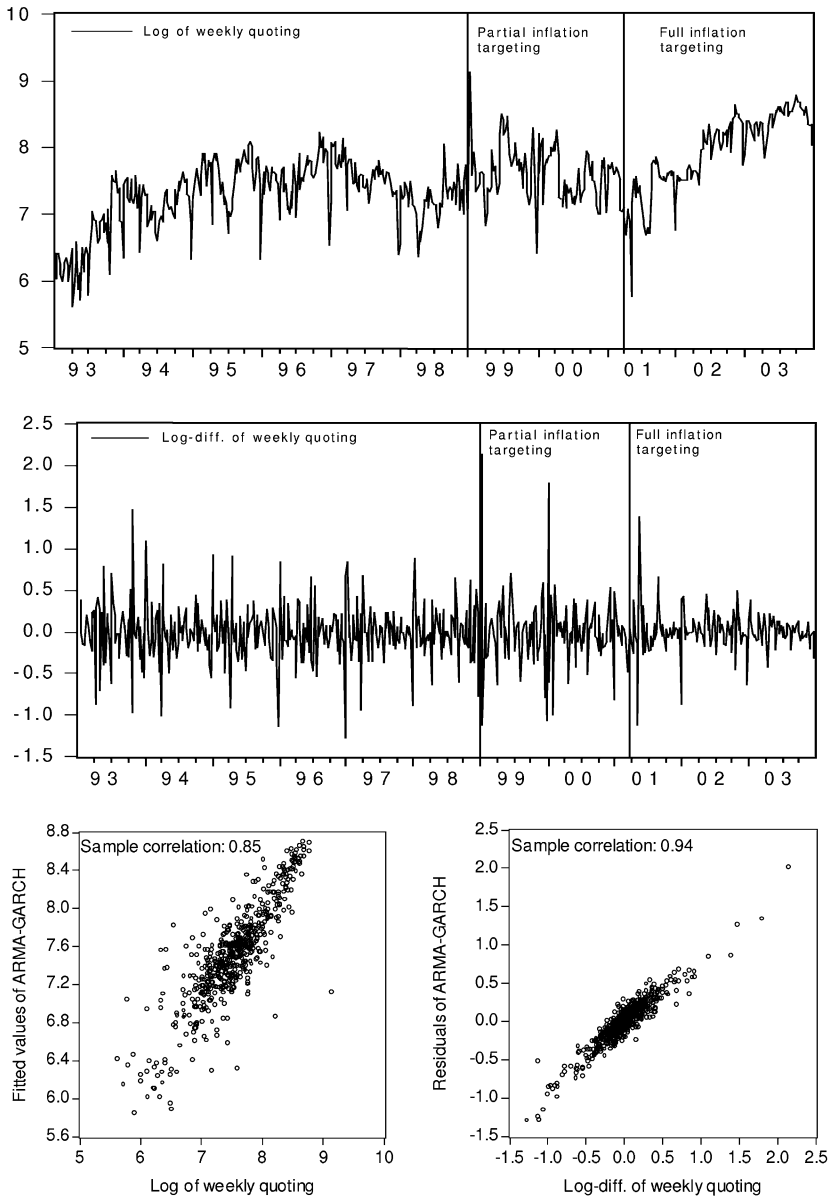 10
9
8
7
6
5
Log of weekly quoting
Partial inflation
targeting
Full inflation
targeting
93 94 95 96 97 98 99 00 01 02 03
2.5
2.0
1.5
1.0
0.5
0.0
-0.5
-1.0
-1.5
Log-diff. of weekly quoting
Partial inflation
targeting
Full inflation
targeting
93 94 95 96 97 98 99 00 01 02 03
Fitted values of ARMA-GARCH
8.8
8.4
8.0
7.6
7.2
6.8
6.4
6.0
5.6
Sample correlation: 0.85
5 6 7 8 9 10
Log of weekly quoting
Residuals of ARMA-GARCH
2.5
2.0
1.5
1.0
0.5
0.0
-0.5
-1.0
-1.5
Sample correlation: 0.94
-1.5 -1.0 -0.5 0.0 0.5 1.0 1.5 2.0 2.5
Log-diff. of weekly quoting